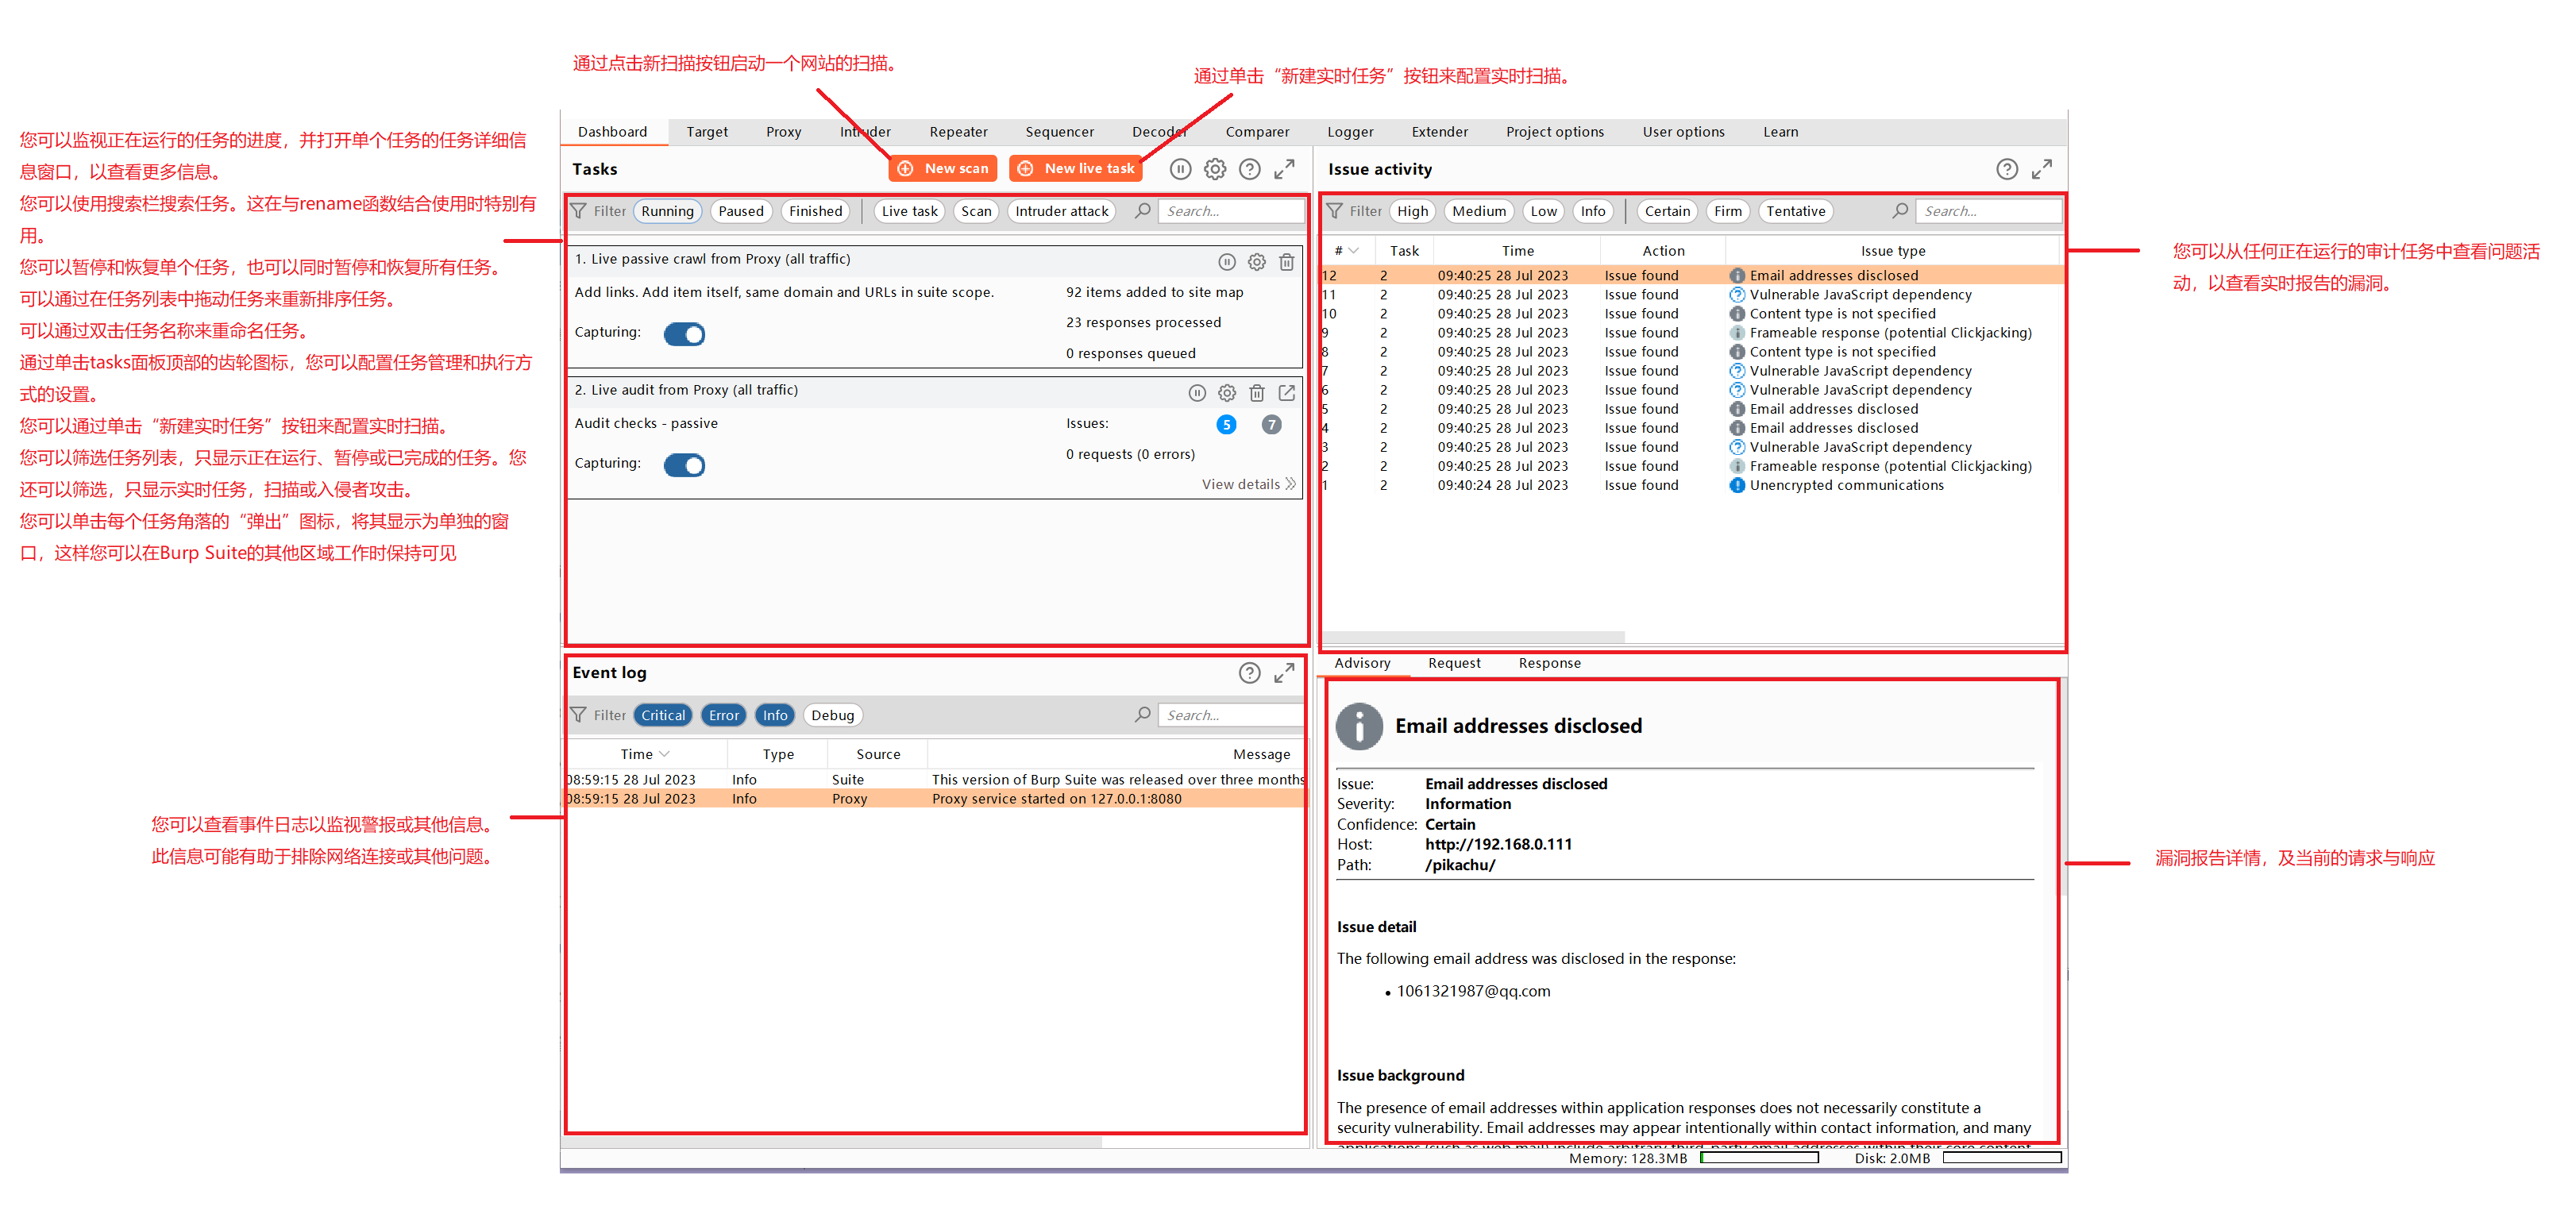 通过点击新扫描按钮启动一个网站的扫描。
通过单击“新建实时任务”按钮来配置实时扫描。
您可以监视正在运行的任务的进度，并打开单个任务的任务详细信
息窗口，以查看更多信息。
您可以使用搜索栏搜索任务。这在与rename函数结合使用时特别有
用。
您可以暂停和恢复单个任务，也可以同时暂停和恢复所有任务。
可以通过在任务列表中拖动任务来重新排序任务。
可以通过双击任务名称来重命名任务。
通过单击tasks面板顶部的齿轮图标，您可以配置任务管理和执行方
式的设置。
您可以通过单击“新建实时任务”按钮来配置实时扫描。
您可以筛选任务列表，只显示正在运行、暂停或已完成的任务。您
还可以筛选，只显示实时任务，扫描或入侵者攻击。
您可以单击每个任务角落的“弹出”图标，将其显示为单独的窗
口，这样您可以在Burp Suite的其他区域工作时保持可见
Dashboard Target Proxy Intruder Repeater Sequencer Decoder Comparer Logger Extender Project options User options Learn
Tasks New scan New live task
Filter Running Paused Finished Live task Scan Intruder attack Search...
1. Live passive crawl from Proxy (all traffic)
Add links. Add item itself, same domain and URLs in suite scope. 92 items added to site map
23 responses processed
Capturing:
0 responses queued
2. Live audit from Proxy (all traffic)
Audit checks - passive Issues: 5 7
0 requests (0 errors)
Capturing:
View details
Issue activity
Filter High Medium Low Info Certain Firm Tentative Search...
# Task Time Action Issue type
12 2 09:40:25 28 Jul 2023 Issue found Email addresses disclosed
11 2 09:40:25 28 Jul 2023 Issue found Vulnerable JavaScript dependency
10 2 09:40:25 28 Jul 2023 Issue found Content type is not specified
9 2 09:40:25 28 Jul 2023 Issue found Frameable response (potential Clickjacking)
8 2 09:40:25 28 Jul 2023 Issue found Content type is not specified
7 2 09:40:25 28 Jul 2023 Issue found Vulnerable JavaScript dependency
6 2 09:40:25 28 Jul 2023 Issue found Vulnerable JavaScript dependency
5 2 09:40:25 28 Jul 2023 Issue found Email addresses disclosed
4 2 09:40:25 28 Jul 2023 Issue found Email addresses disclosed
3 2 09:40:25 28 Jul 2023 Issue found Vulnerable JavaScript dependency
2 2 09:40:25 28 Jul 2023 Issue found Frameable response (potential Clickjacking)
1 2 09:40:24 28 Jul 2023 Issue found Unencrypted communications
您可以从任何正在运行的审计任务中查看问题活
动，以查看实时报告的漏洞。
Event log
Filter Critical Error Info Debug Search...
Time Type Source Message
08:59:15 28 Jul 2023 Info Suite This version of Burp Suite was released over three months
08:59:15 28 Jul 2023 Info Proxy Proxy service started on 127.0.0.1:8080
您可以查看事件日志以监视警报或其他信息。
此信息可能有助于排除网络连接或其他问题。
Advisory Request Response
Email addresses disclosed
Issue: Email addresses disclosed
Severity: Information
Confidence: Certain
Host: http://192.168.0.111
Path: /pikachu/
Issue detail
The following email address was disclosed in the response:
• 1061321987@qq.com
Issue background
The presence of email addresses within application responses does not necessarily constitute a
security vulnerability. Email addresses may appear intentionally within contact information, and many
applications (such as web mail) include arbitrary third-party email addresses within their core content.
漏洞报告详情，及当前的请求与响应
Memory: 128.3MB Disk: 2.0MB